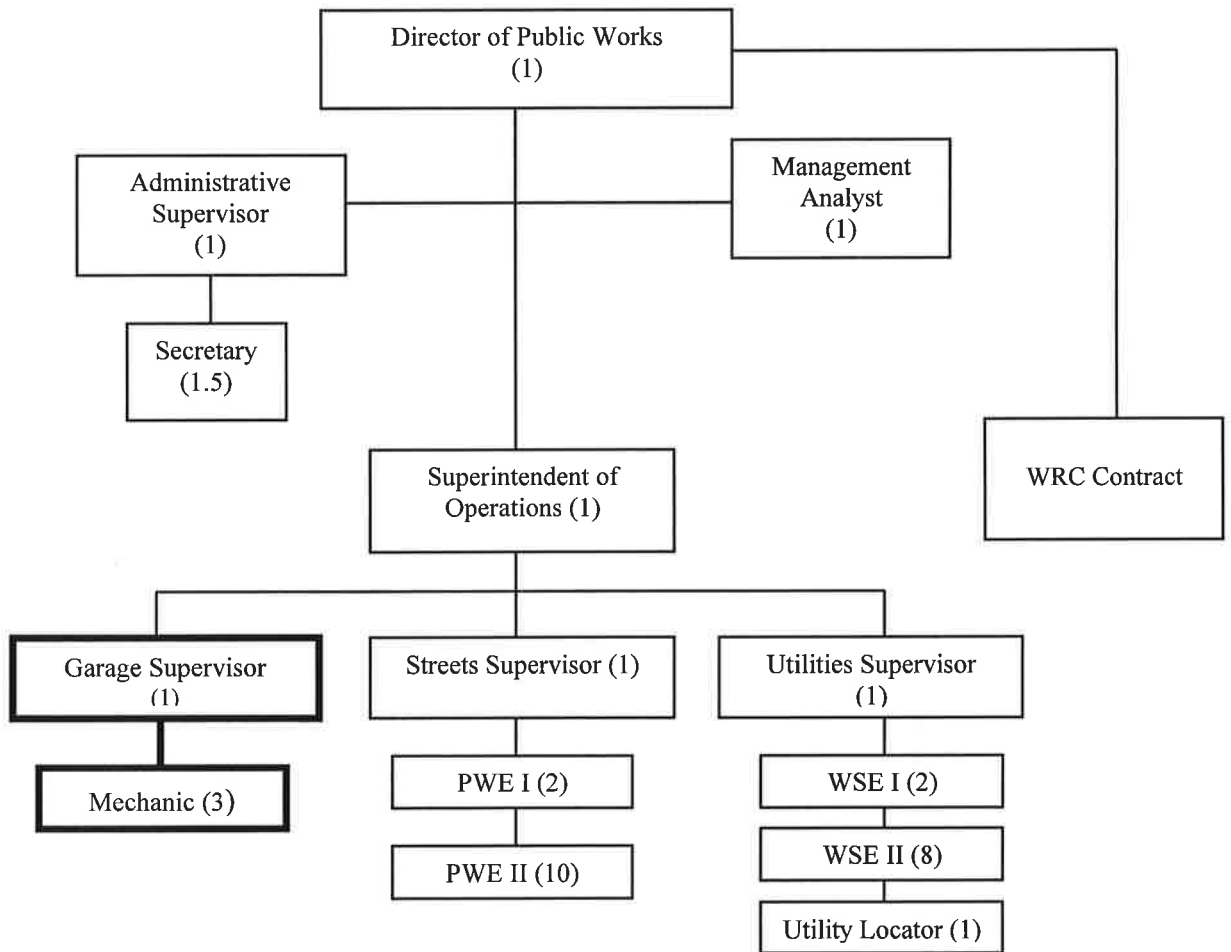 Director of Public Works
(1)
Administrative
Supervisor
(1)
Management
Analyst
(1)
Secretary
(1.5)
Superintendent of
Operations (1)
WRC Contract
Garage Supervisor
(1)
Streets Supervisor (1)
Utilities Supervisor
(1)
Mechanic (3)
PWE I (2)
PWE II (10)
WSE I (2)
WSE II (8)
Utility Locator (1)